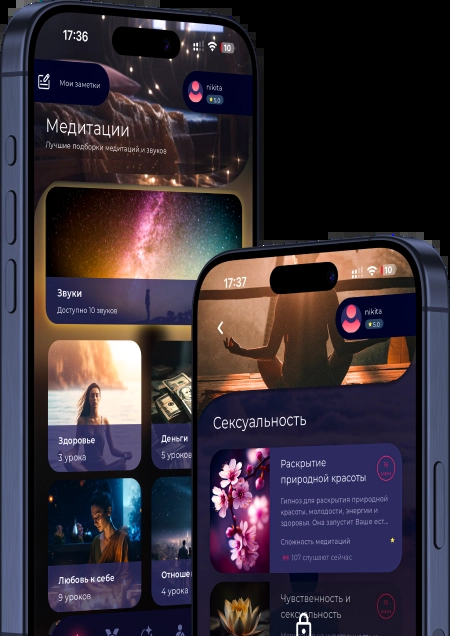 17:36
10
Мои заметки
nikita
5.0
Медитации
Лучшие подборки медитаций и звуков
Звуки
Доступно 10 звуков
Здоровье
3 урока
Деньги
5 уроков
Любовь к себе
9 уроков
Отноше
4 урока
17:37
10
nikita
5.0
Сексуальность
Раскрытие
природной красоты
Гипноз для раскрытия природной
красоты, молодости, энергии и
здоровья. Она запустит Ваше ест...
Сложность медитаций
107 слушают сейчас
Чувственность и
сексуальность